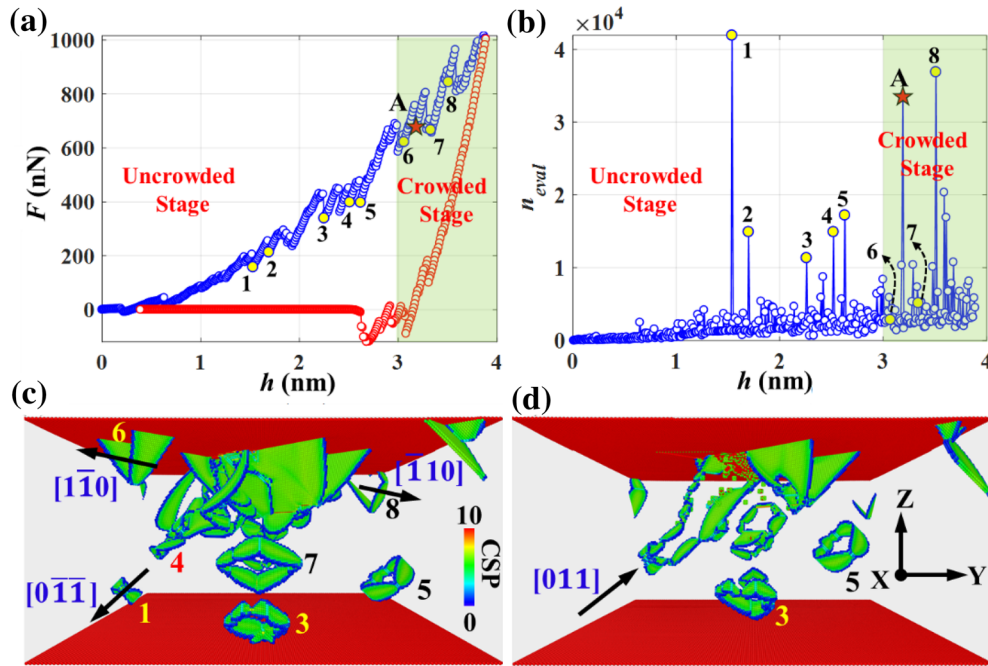 (a)
1000
800
600
400
200
0
F (nN)
0 1 2 3 4
h (nm)
Uncrowded
Stage
Crowded
Stage
A
1
2
3
4
5
6
7
8
(b)
×10⁴
4
3
2
1
0
n_eval
0 1 2 3 4
h (nm)
Uncrowded
Stage
Crowded
Stage
A
1
2
3
4
5
6
7
8
(c)
6
[11̅0]
[1̅10]
8
10
CSP
0
4
7
[01̅1̅]
1
5
3
(d)
[011]
5
3
Z
X
Y